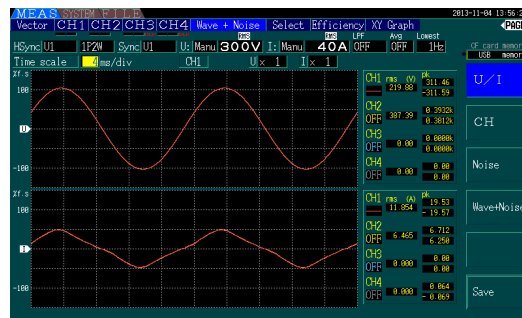 MEAS SYSTEM FILE 2013-11-04 13:56:2
Vector CH1 CH2 CH3 CH4 Wave + Noise Select Efficiency XY Graph ◀PAG
RMS RMS LPF Avg Lowest
HSync U1 1P2W Sync U1 U: Manu 300V I: Manu 40A OFF OFF 1Hz
CF card memor
USB memor
Time scale 4 ms/div CH1 U× 1 I× 1
%f.s
100
U
-100
CH1 rms (V) pk
219.88 311.46
-311.59
CH2
OFF 387.39 0.3932k
0.3812k
CH3
OFF 0.00 0.0000k
0.0000k
CH4
OFF 0.00 0.00
0.00
%f.s
100
I
-100
CH1 rms (A) pk
11.854 19.53
- 19.57
CH2
OFF 6.465 6.712
6.250
CH3
OFF 0.000 0.00
0.00
CH4
OFF 0.000 0.064
- 0.069
U/I
CH
Noise
Wave+Noise
Save